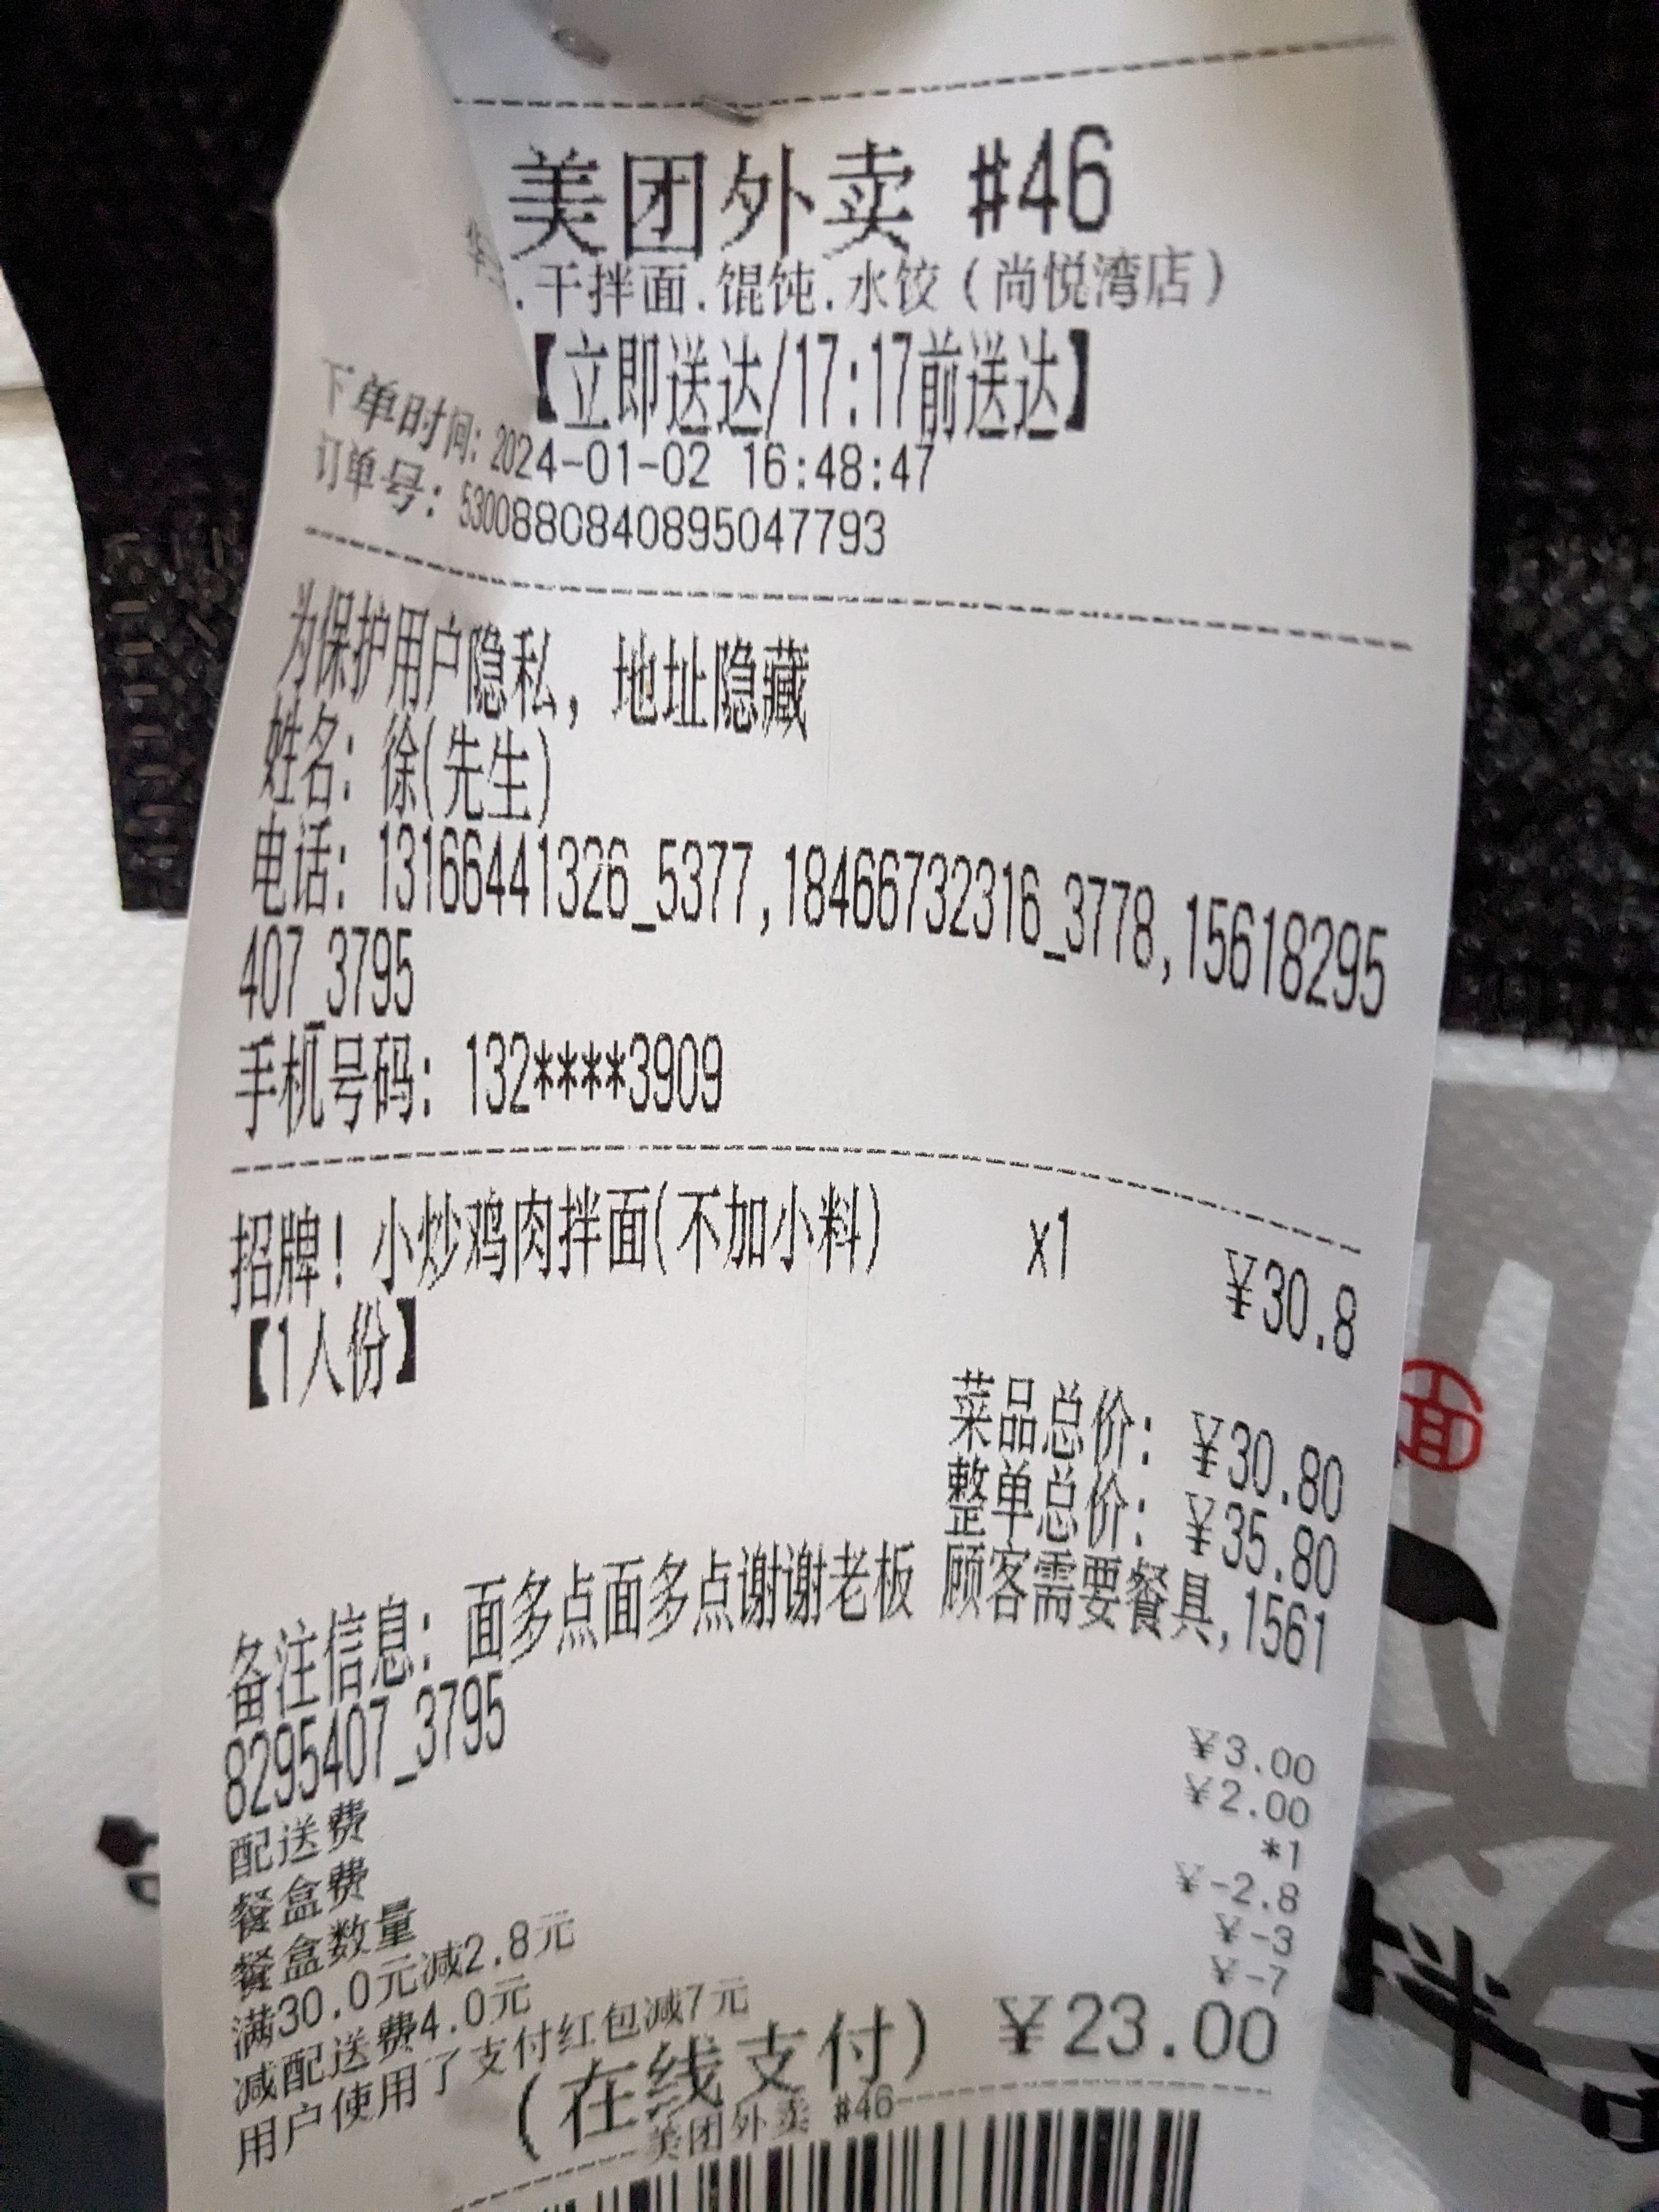 美团外卖 #46
.干拌面.馄饨.水饺(尚悦湾店)
【立即送达/17:17前送达】
下单时间: 2024-01-02 16:48:47
订单号: 5300880840895047793
为保护用户隐私, 地址隐藏
姓名: 徐(先生)
电话: 13166441326_5377,18466732316_3778,15618295
407_3795
手机号码: 132****3909
招牌! 小炒鸡肉拌面(不加小料) x1 ¥30.8
【1人份】
菜品总价: ¥30.80
整单总价: ¥35.80
备注信息: 面多点面多点谢谢老板 顾客需要餐具,1561
8295407_3795
配送费 ¥3.00
餐盒费 ¥2.00
餐盒数量 *1
满30.0元减2.8元 ¥-2.8
减配送费4.0元 ¥-3
用户使用了支付红包减7元 ¥-7
(在线支付) ¥23.00
美团外卖 #46
拌